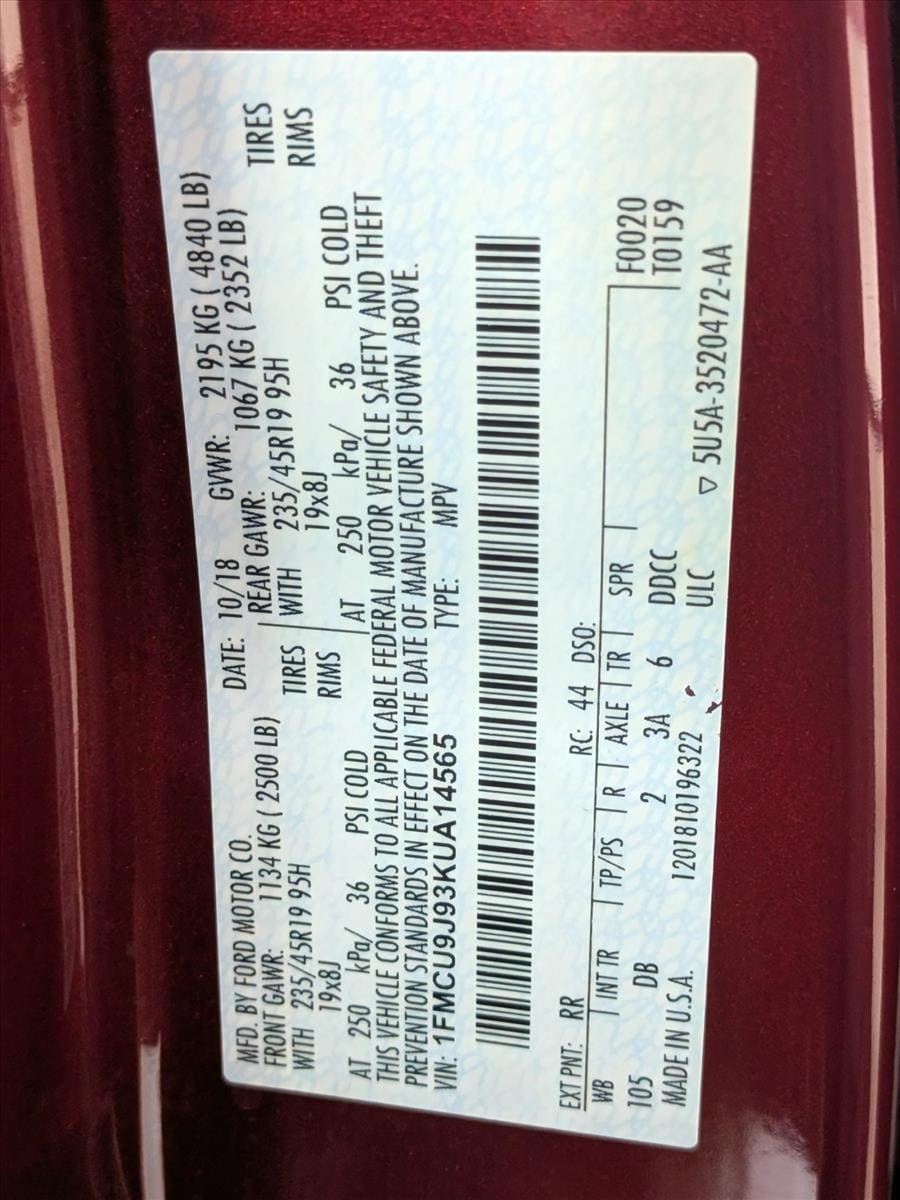 MFD. BY FORD MOTOR CO. DATE: 10/18 GVWR: 2195 KG ( 4840 LB)
FRONT GAWR: 1134 KG ( 2500 LB) REAR GAWR: 1067 KG ( 2352 LB)
WITH 235/45R19 95H TIRES WITH 235/45R19 95H TIRES
19x8J RIMS 19x8J RIMS
AT 250 kPa/ 36 PSI COLD AT 250 kPa/ 36 PSI COLD
THIS VEHICLE CONFORMS TO ALL APPLICABLE FEDERAL MOTOR VEHICLE SAFETY AND THEFT
PREVENTION STANDARDS IN EFFECT ON THE DATE OF MANUFACTURE SHOWN ABOVE.
VIN: 1FMCU9J93KUA14565 TYPE: MPV
EXT PNT: RR RC: 44 DSO:
WB INT TR TP/PS R AXLE TR SPR F0020
105 DB 2 3A 6 DDCC T0159
MADE IN U.S.A. 1201810196322 ULC ▽ 5U5A-3520472-AA